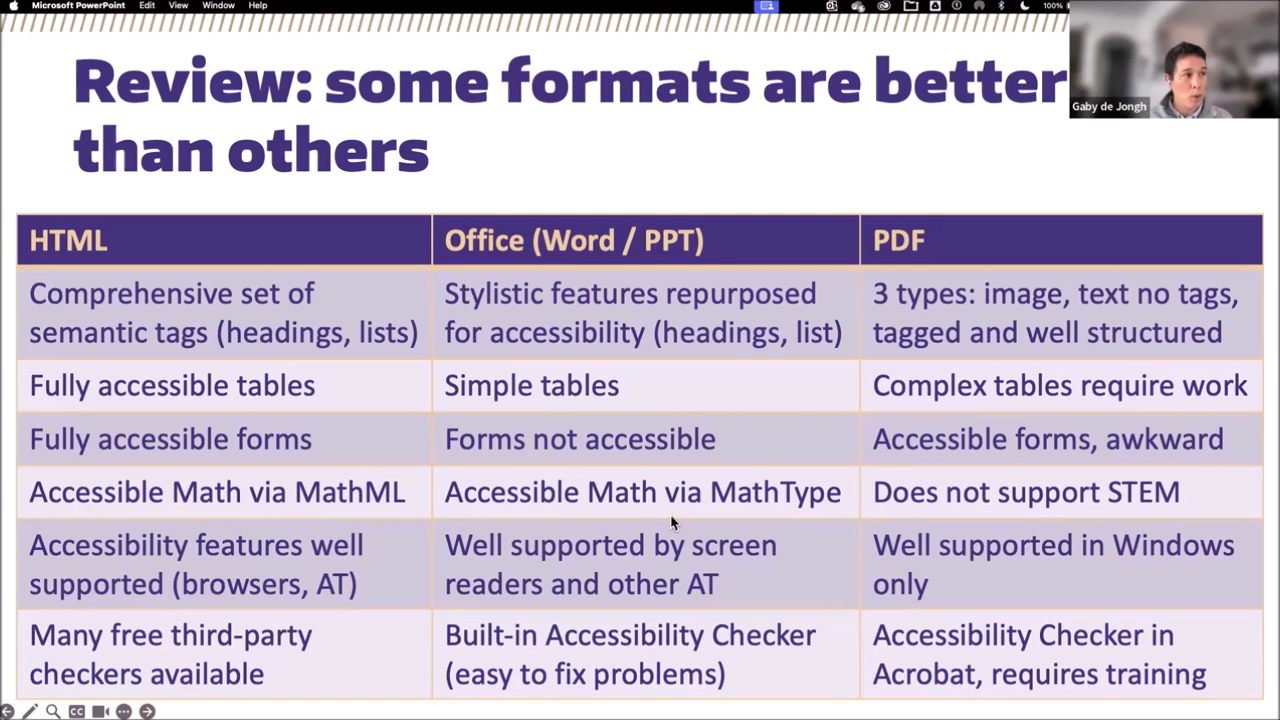 Microsoft PowerPoint Edit View Window Help 100%
Review: some formats are better
than others
Gaby de Jongh
HTML Office (Word / PPT) PDF
Comprehensive set of
semantic tags (headings, lists)
Stylistic features repurposed
for accessibility (headings, list)
3 types: image, text no tags,
tagged and well structured
Fully accessible tables
Simple tables
Complex tables require work
Fully accessible forms
Forms not accessible
Accessible forms, awkward
Accessible Math via MathML
Accessible Math via MathType
Does not support STEM
Accessibility features well
supported (browsers, AT)
Well supported by screen
readers and other AT
Well supported in Windows
only
Many free third-party
checkers available
Built-in Accessibility Checker
(easy to fix problems)
Accessibility Checker in
Acrobat, requires training
CC